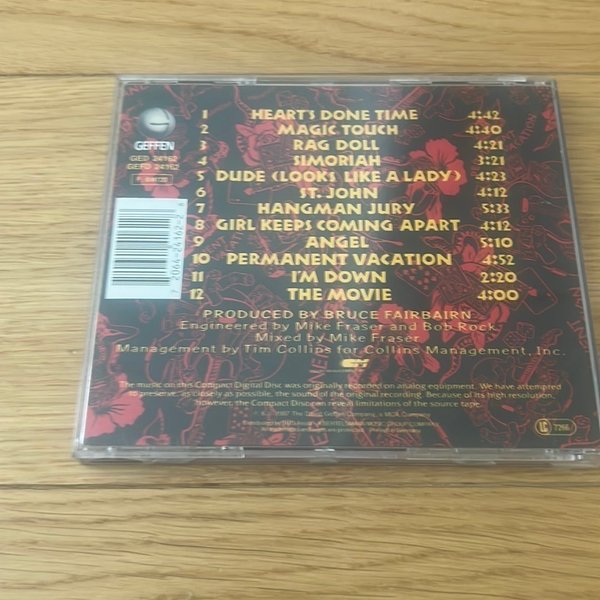 GEFFEN
GED 24162
GEFD 24162
1 HEART'S DONE TIME 4:42
2 MAGIC TOUCH 4:40
3 RAG DOLL 4:21
4 SIMORIAH 3:21
5 DUDE (LOOKS LIKE A LADY) 4:23
6 ST. JOHN 4:12
7 HANGMAN JURY 5:33
8 GIRL KEEPS COMING APART 4:12
9 ANGEL 5:10
10 PERMANENT VACATION 4:52
11 I'M DOWN 2:20
12 THE MOVIE 4:00
PRODUCED BY BRUCE FAIRBAIRN
Engineered by Mike Fraser and Bob Rock.
Mixed by Mike Fraser
Management by Tim Collins for Collins Management, Inc.
The music on this Compact Digital Disc was originally recorded on analog equipment. We have attempted
to preserve, as closely as possible, the sound of the original recording. Because of its high resolution,
however, the Compact Disc can reveal limitations of the source tape.
1987 The David Geffen Company,
LC 7266
7 2064-24162-2 8